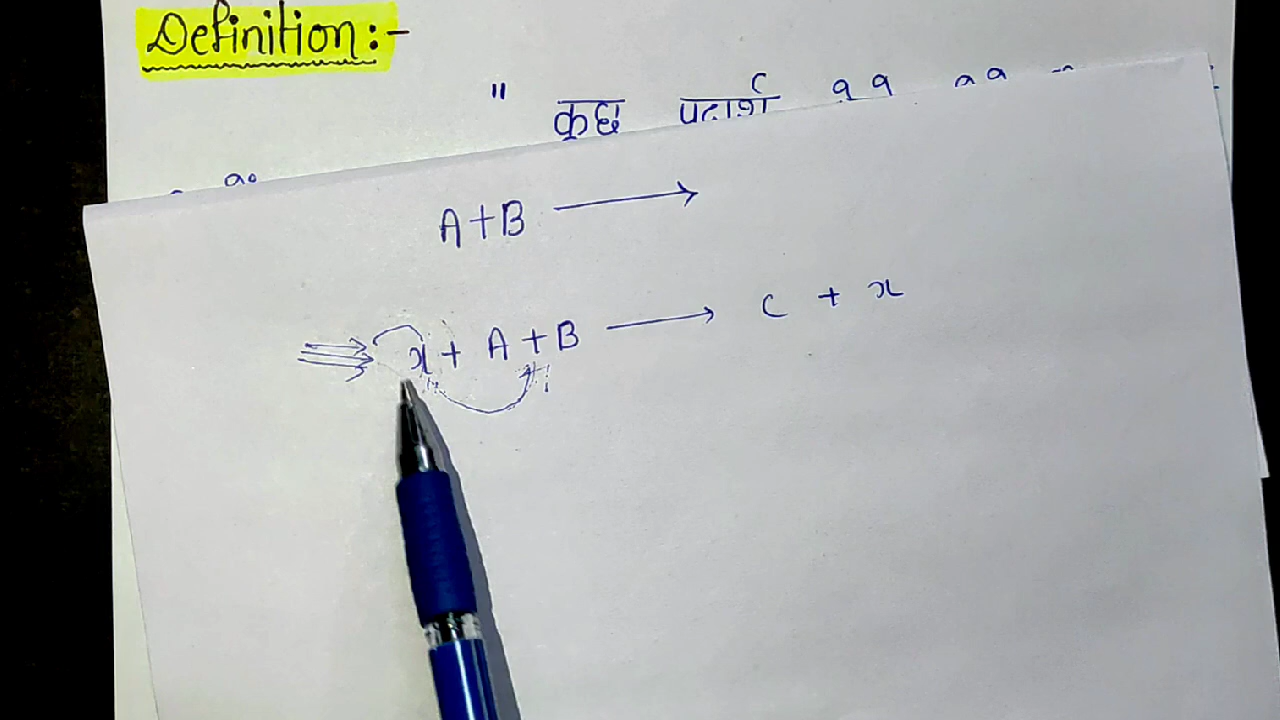 Definition:-
" कुछ पदार्थ
A+B ⟶
x + A + B ⟶ C + x